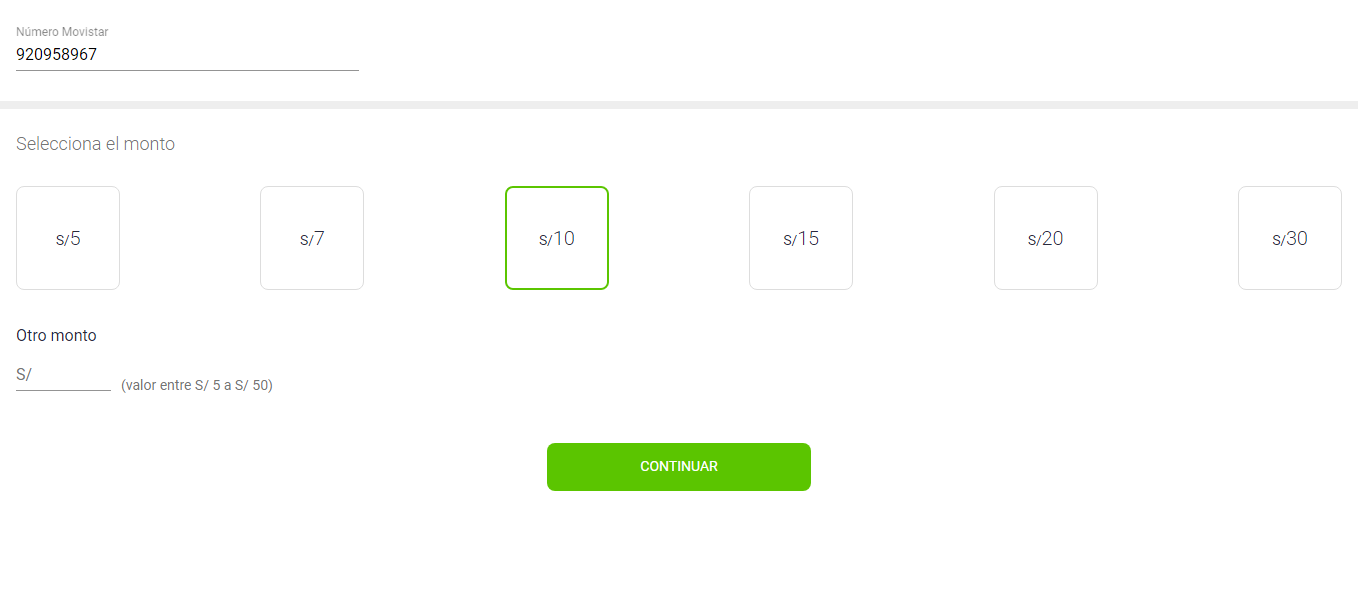 Número Movistar
920958967
Selecciona el monto
S/5 S/7 S/10 S/15 S/20 S/30
Otro monto
S/ (valor entre S/ 5 a S/ 50)
CONTINUAR